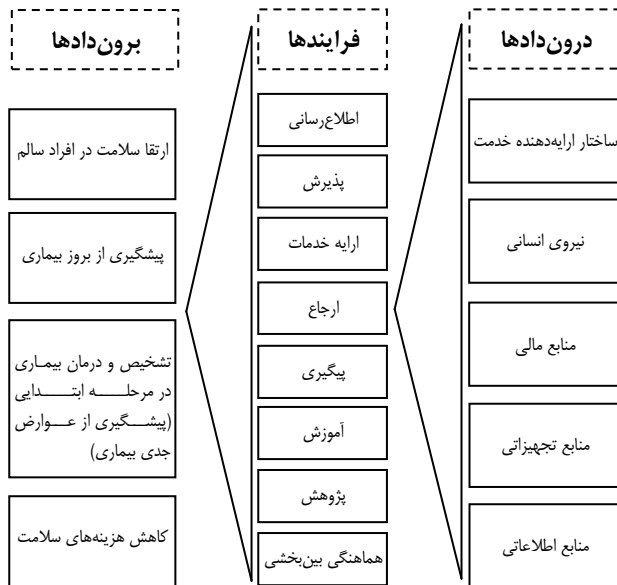 درون‌دادها
ساختار ارایه‌دهنده خدمت
نیروی انسانی
منابع مالی
منابع تجهیزاتی
منابع اطلاعاتی
فرایندها
اطلاع‌رسانی
پذیرش
ارایه خدمات
ارجاع
پیگیری
آموزش
پژوهش
هماهنگی بین‌بخشی
برون‌دادها
ارتقا سلامت در افراد سالم
پیشگیری از بروز بیماری
تشخیص و درمان بیماری
در مرحله ابتدایی
(پیشگیری از عوارض
جدی بیماری)
کاهش هزینه‌های سلامت